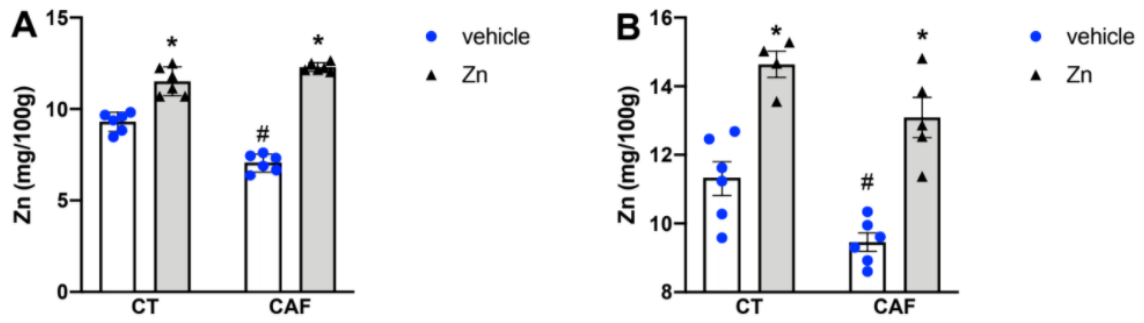 A
Zn (mg/100g)
15
10
5
0
*
#
*
CT
CAF
vehicle
Zn
B
Zn (mg/100g)
16
14
12
10
8
*
#
*
CT
CAF
vehicle
Zn